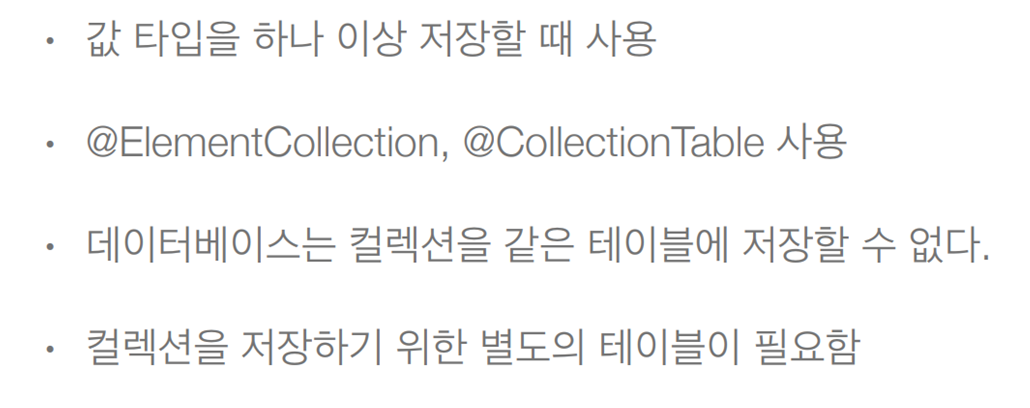 • 값 타입을 하나 이상 저장할 때 사용
• @ElementCollection, @CollectionTable 사용
• 데이터베이스는 컬렉션을 같은 테이블에 저장할 수 없다.
• 컬렉션을 저장하기 위한 별도의 테이블이 필요함